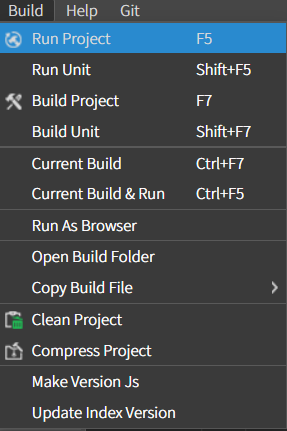 Build Help Git
Run Project F5
Run Unit Shift+F5
Build Project F7
Build Unit Shift+F7
Current Build Ctrl+F7
Current Build & Run Ctrl+F5
Run As Browser
Open Build Folder
Copy Build File
Clean Project
Compress Project
Make Version Js
Update Index Version